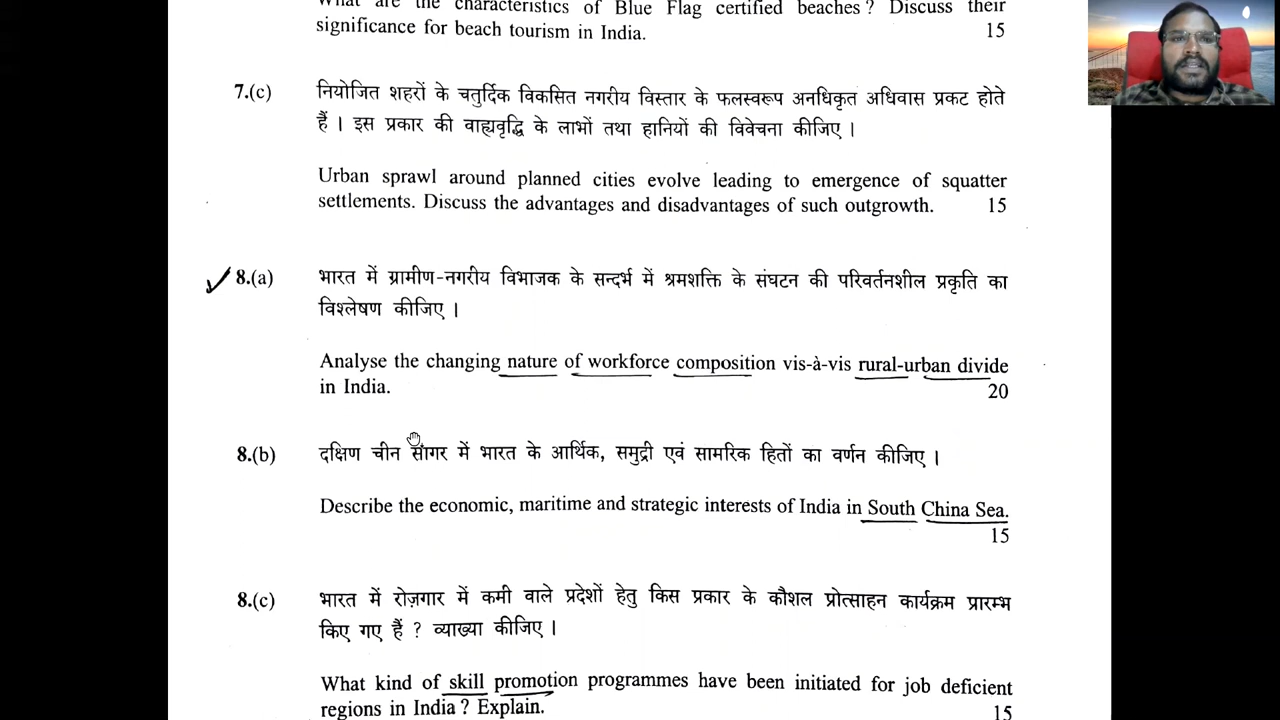 What are the characteristics of Blue Flag certified beaches ? Discuss their
significance for beach tourism in India. 15
7.(c) नियोजित शहरों के चतुर्दिक विकसित नगरीय विस्तार के फलस्वरूप अनधिकृत अधिवास प्रकट होते
हैं । इस प्रकार की वाह्यवृद्धि के लाभों तथा हानियों की विवेचना कीजिए ।
Urban sprawl around planned cities evolve leading to emergence of squatter
settlements. Discuss the advantages and disadvantages of such outgrowth. 15
8.(a) भारत में ग्रामीण-नगरीय विभाजक के सन्दर्भ में श्रमशक्ति के संघटन की परिवर्तनशील प्रकृति का
विश्लेषण कीजिए ।
Analyse the changing nature of workforce composition vis-à-vis rural-urban divide
in India. 20
8.(b) दक्षिण चीन सागर में भारत के आर्थिक, समुद्री एवं सामरिक हितों का वर्णन कीजिए ।
Describe the economic, maritime and strategic interests of India in South China Sea.
15
8.(c) भारत में रोज़गार में कमी वाले प्रदेशों हेतु किस प्रकार के कौशल प्रोत्साहन कार्यक्रम प्रारम्भ
किए गए हैं ? व्याख्या कीजिए ।
What kind of skill promotion programmes have been initiated for job deficient
regions in India ? Explain. 15